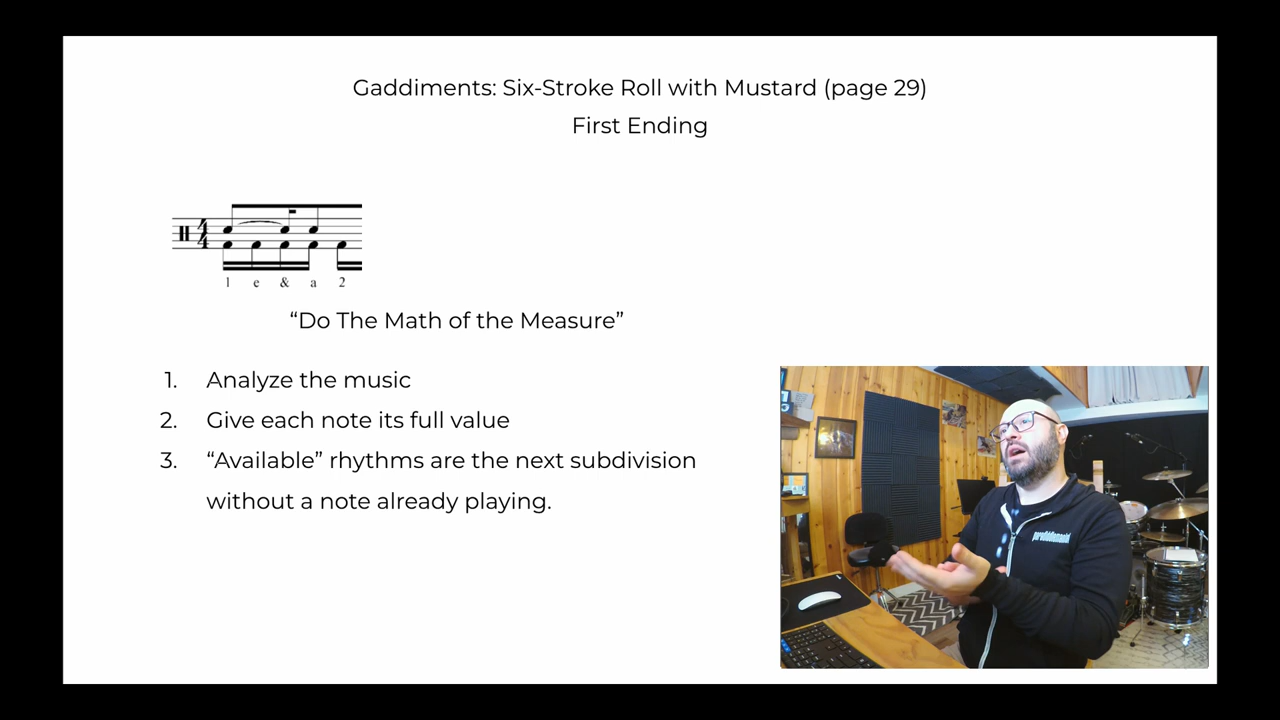 Gaddiments: Six-Stroke Roll with Mustard (page 29)
First Ending
4
4
1 e & a 2
“Do The Math of the Measure”
1. Analyze the music
2. Give each note its full value
3. “Available” rhythms are the next subdivision
without a note already playing.